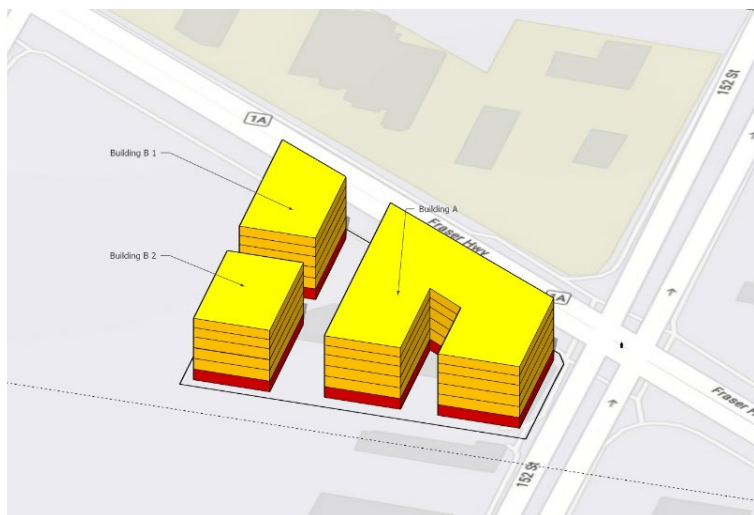 152 St
1A
Building B 1
Building A
Fraser Hwy
Building B 2
1A
Fraser H
152 St